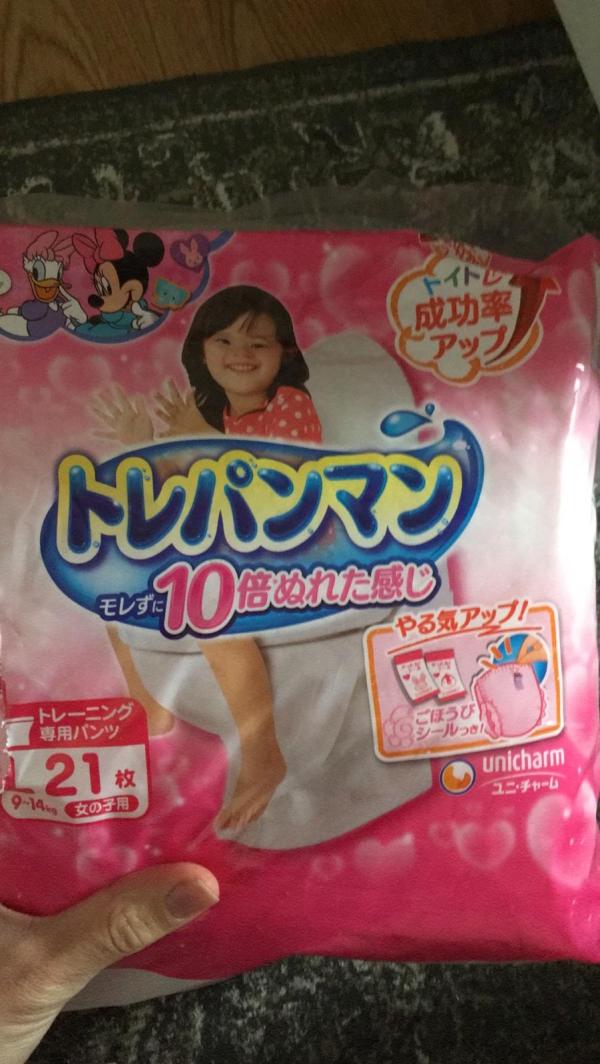 トイトレ
成功率
アップ
トレパンマン
モレずに10倍ぬれた感じ
やる気アップ!
ごほうび
シールつき!
トレーニング
専用パンツ
21枚
9~14kg 女の子用
unicharm
ユニ・チャーム